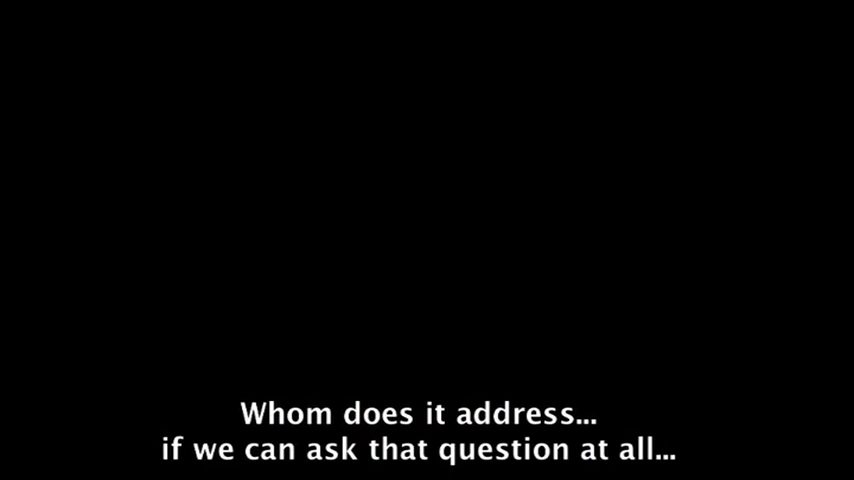 Whom does it address...
if we can ask that question at all...